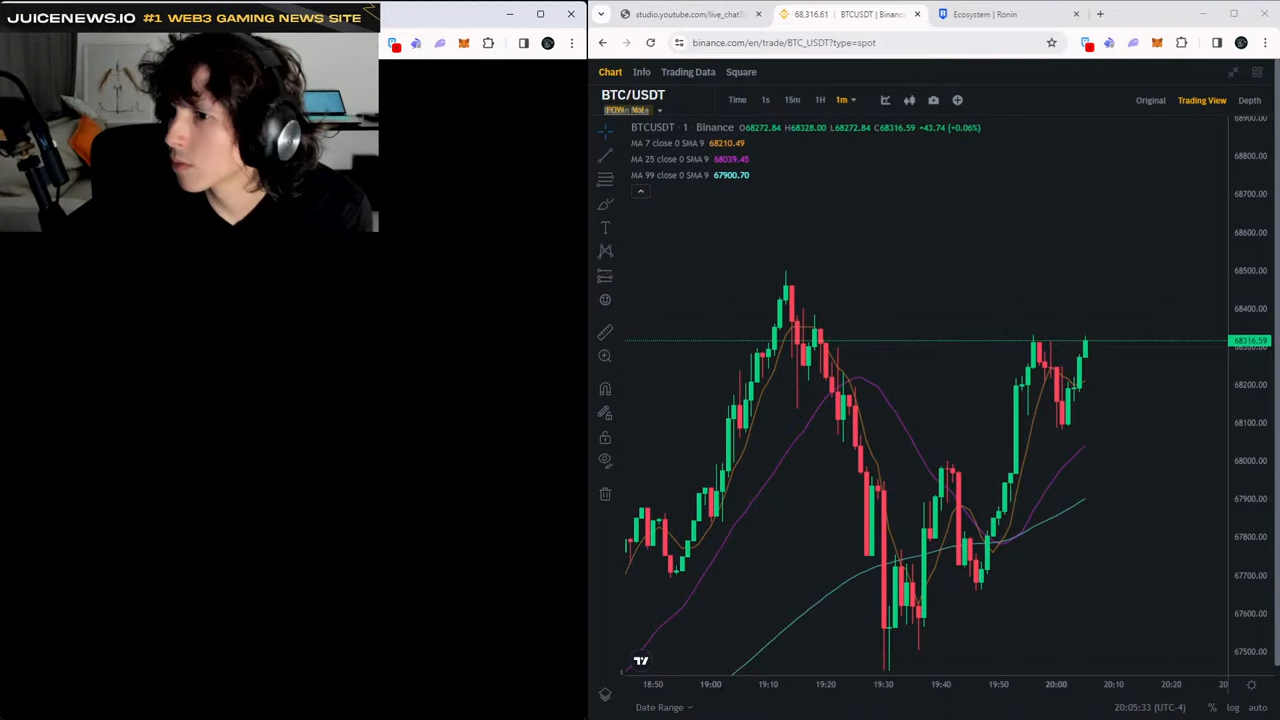 JUICENEWS.IO #1 WEB3 GAMING NEWS SITE
studio.youtube.com/live_chat?
68,316.61 | BTCUSDT | Binance
Ecosystem | Ronin
binance.com/en/trade/BTC_USDT?type=spot
Chart Info Trading Data Square
BTC/USDT
Time 1s 15m 1H 1m
Original Trading View Depth
BTCUSDT · 1 Binance O68272.84 H68328.00 L68272.84 C68316.59 +43.74 (+0.06%)
MA 7 close 0 SMA 9 68210.49
MA 25 close 0 SMA 9 68039.45
MA 99 close 0 SMA 9 67900.70
68900.00
68800.00
68700.00
68600.00
68500.00
68400.00
68316.59
68300.00
68200.00
68100.00
68000.00
67900.00
67800.00
67700.00
67600.00
67500.00
18:50 19:00 19:10 19:20 19:30 19:40 19:50 20:00 20:10 20:20 20
Date Range
20:05:33 (UTC-4) % log auto